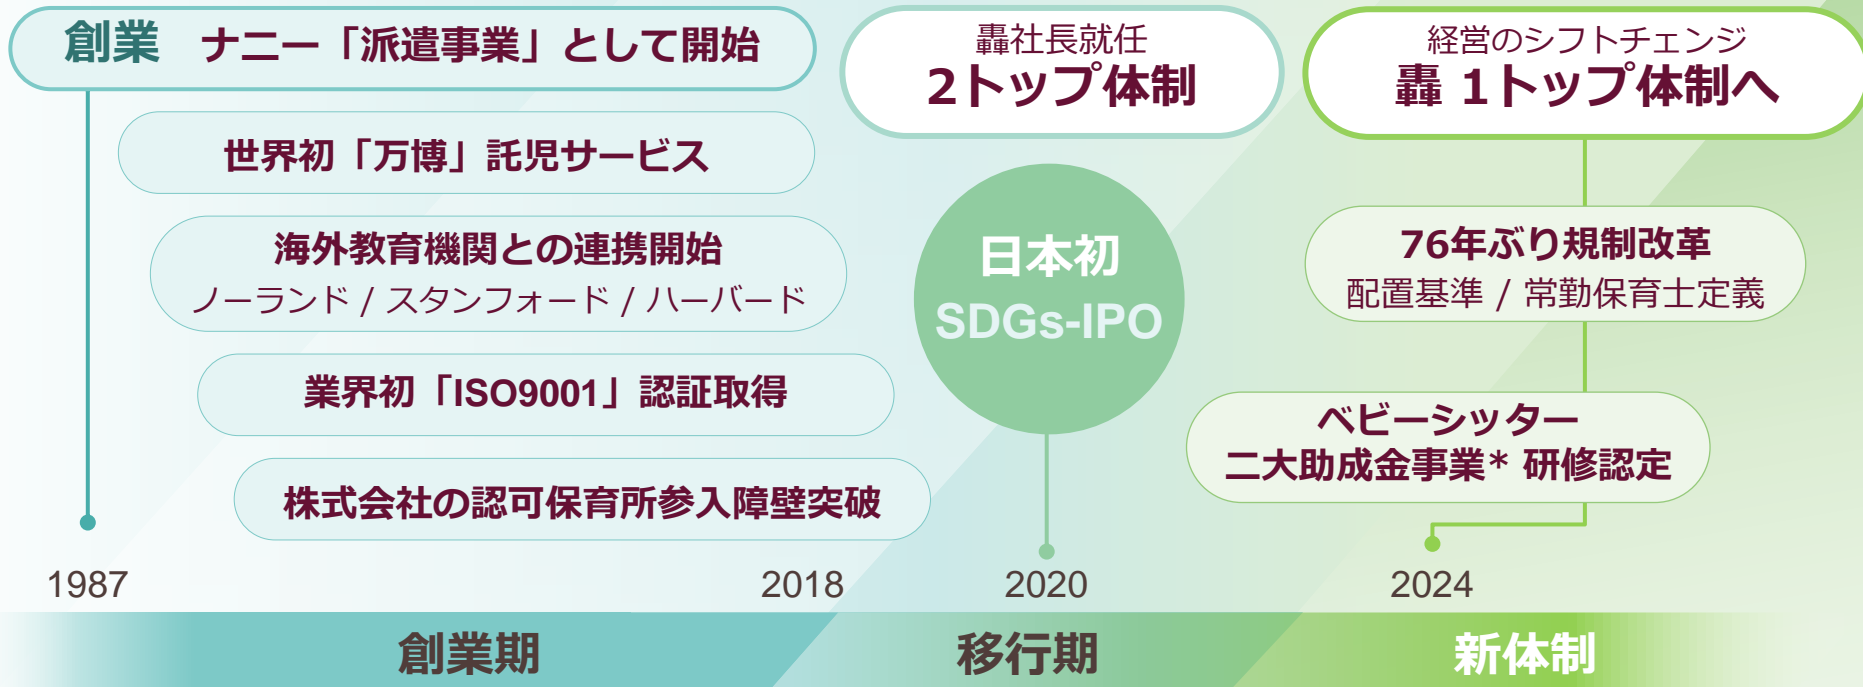 創業 ナニー「派遣事業」として開始
世界初「万博」託児サービス
海外教育機関との連携開始
ノーランド / スタンフォード / ハーバード
業界初「ISO9001」認証取得
株式会社の認可保育所参入障壁突破
轟社長就任
2トップ体制
日本初
SDGs-IPO
経営のシフトチェンジ
轟 1トップ体制へ
76年ぶり規制改革
配置基準 / 常勤保育士定義
ベビーシッター
二大助成金事業* 研修認定
1987
2018
2020
2024
創業期
移行期
新体制